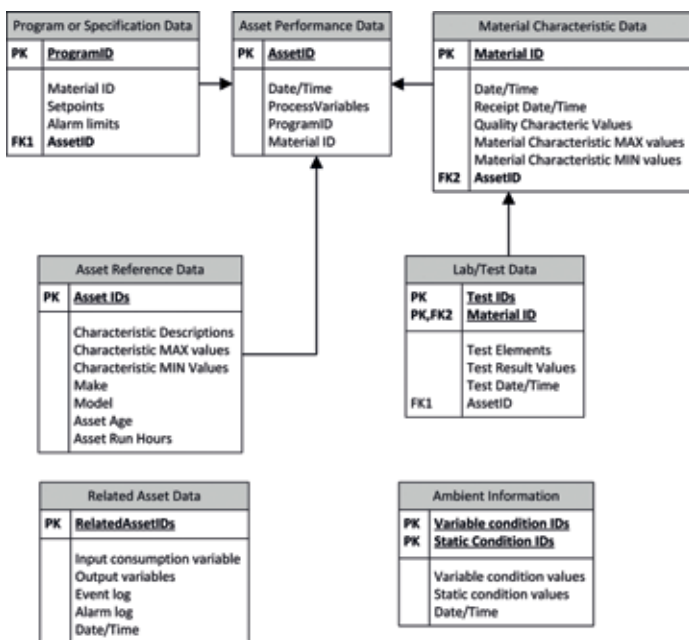 Program or Specification Data
PK ProgramID
Material ID
Setpoints
Alarm limits
FK1 AssetID
Asset Performance Data
PK AssetID
Date/Time
ProcessVariables
ProgramID
Material ID
Material Characteristic Data
PK Material ID
Date/Time
Receipt Date/Time
Quality Characteric Values
Material Characteristic MAX values
Material Characteristic MIN values
FK2 AssetID
Asset Reference Data
PK Asset IDs
Characteristic Descriptions
Characteristic MAX values
Characteristic MIN Values
Make
Model
Asset Age
Asset Run Hours
Lab/Test Data
PK Test IDs
PK,FK2 Material ID
Test Elements
Test Result Values
Test Date/Time
FK1 AssetID
Related Asset Data
PK RelatedAssetIDs
Input consumption variable
Output variables
Event log
Alarm log
Date/Time
Ambient Information
PK Variable condition IDs
PK Static Condition IDs
Variable condition values
Static condition values
Date/Time